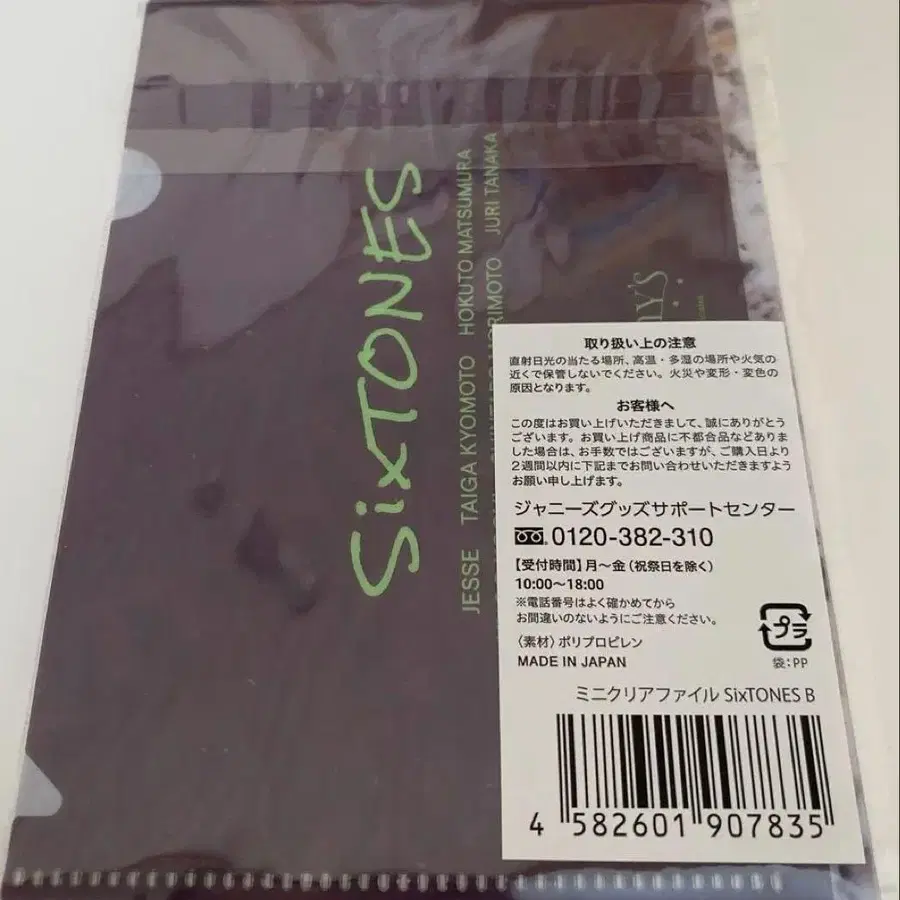 SixTONES
JESSE TAIGA KYOMOTO HOKUTO MATSUMURA
MORIMOTO JURI TANAKA
取り扱い上の注意
直射日光の当たる場所、高温・多湿の場所や火気の
近くで保管しないでください。火災や変形・変色の
原因となります。
お客様へ
この度はお買い上げいただきまして、誠にありがとう
ございます。お買い上げ商品に不都合品などありま
した場合は、お手数ではございますが、ご購入日より
2週間以内に下記までお問い合わせいただきますよう
お願い申し上げます。
ジャニーズグッズサポートセンター
0120-382-310
【受付時間】月〜金(祝祭日を除く)
10:00〜18:00
※電話番号はよく確かめてから
お間違いのないようにご注意ください。
〈素材〉ポリプロピレン
MADE IN JAPAN
プラ
袋:PP
ミニクリアファイル SixTONES B
4 582601 907835